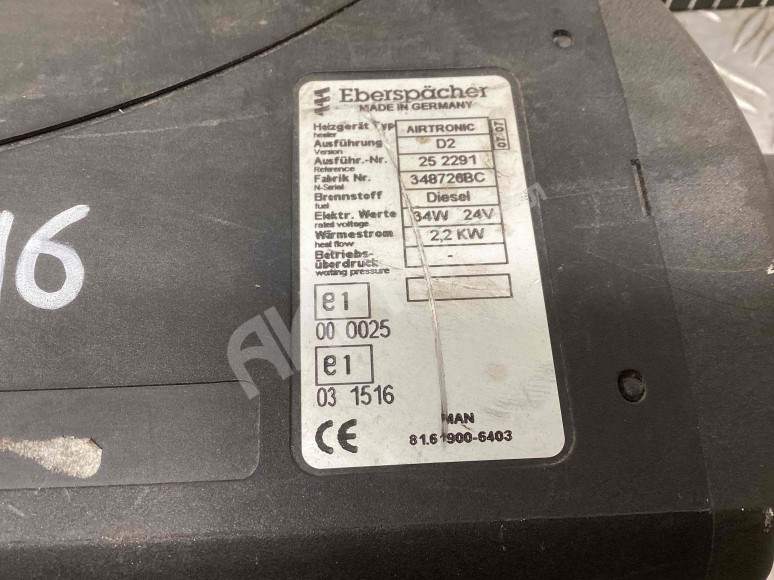 Eberspächer
MADE IN GERMANY
Heizgerät Typ AIRTRONIC
heater
Ausführung D2
Version
07-07
Ausführ.-Nr. 25 2291
Reference
Fabrik Nr. 348726BC
N-Serial
Brennstoff Diesel
fuel
Elektr. Werte 34W 24V
rated voltage
Wärmestrom 2,2 KW
heat flow
Betriebs- -
überdruck
working pressure
e1
00 0025
e1
03 1516
CE
MAN
81.61900-6403
16